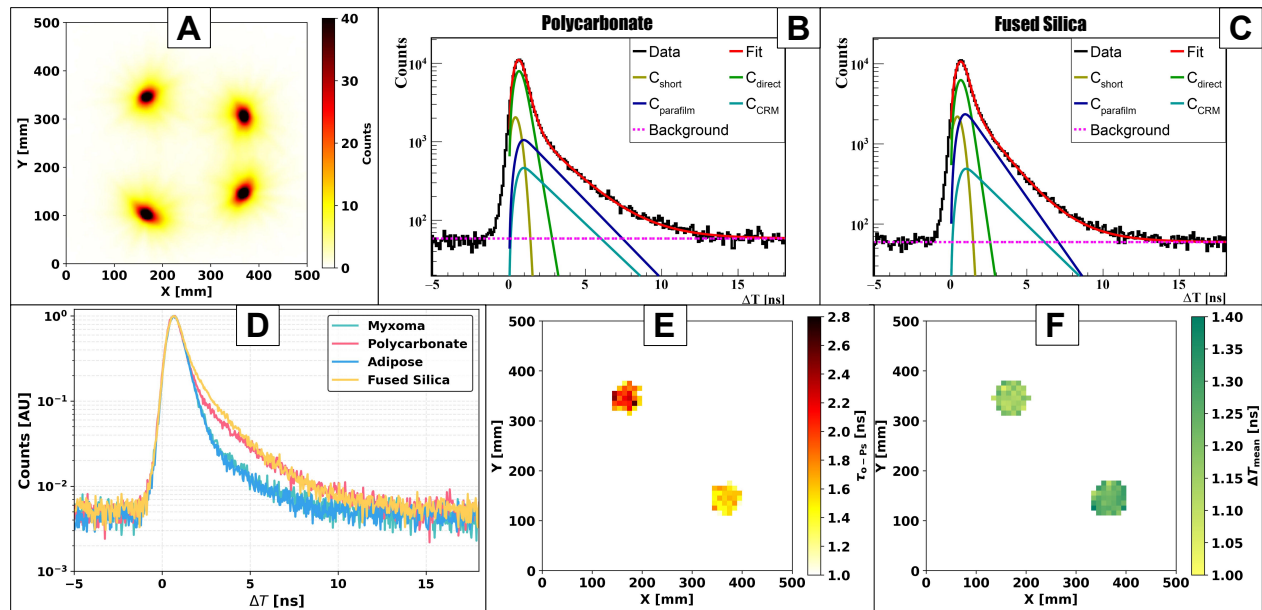 A
500
400
300
200
100
0
0 100 200 300 400 500
Y [mm]
X [mm]
40
30
20
10
0
Counts
Polycarbonate
B
Counts
10⁴
10³
10²
Data Fit
C_short C_direct
C_parafilm C_CRM
Background
−5 0 5 10 15
ΔT [ns]
Fused Silica
C
Counts
10⁴
10³
10²
Data Fit
C_short C_direct
C_parafilm C_CRM
Background
−5 0 5 10 15
ΔT [ns]
D
Counts [AU]
10⁰
10⁻¹
10⁻²
10⁻³
Myxoma
Polycarbonate
Adipose
Fused Silica
−5 0 5 10 15
ΔT [ns]
E
500
400
300
200
100
0
0 100 200 300 400 500
Y [mm]
X [mm]
2.8
2.6
2.4
2.2
2.0
1.8
1.6
1.4
1.2
1.0
τ_o−Ps [ns]
F
500
400
300
200
100
0
0 100 200 300 400 500
Y [mm]
X [mm]
1.40
1.35
1.30
1.25
1.20
1.15
1.10
1.05
1.00
ΔT_mean [ns]